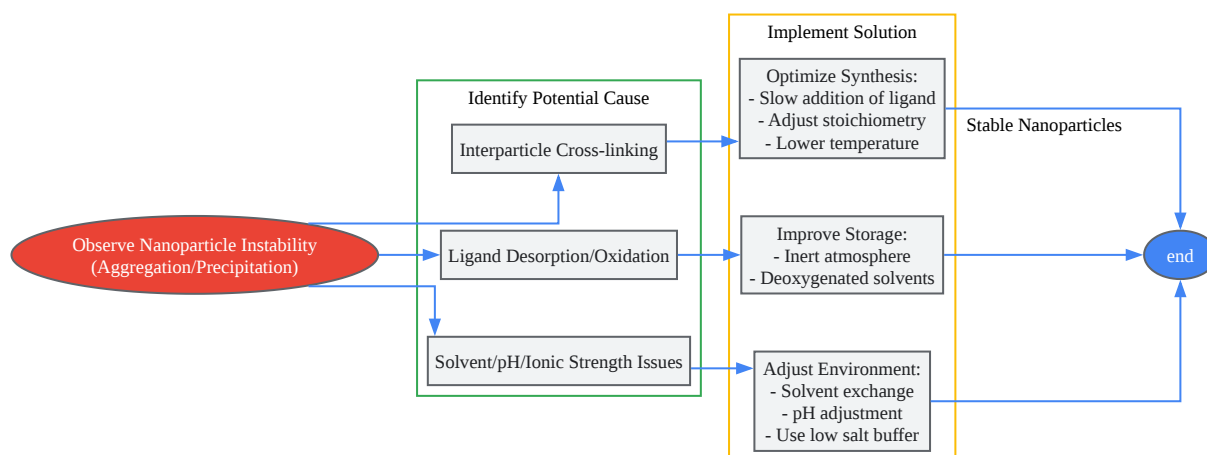 Observe Nanoparticle Instability
(Aggregation/Precipitation)
Identify Potential Cause
Interparticle Cross-linking
Ligand Desorption/Oxidation
Solvent/pH/Ionic Strength Issues
Implement Solution
Optimize Synthesis:
- Slow addition of ligand
- Adjust stoichiometry
- Lower temperature
Improve Storage:
- Inert atmosphere
- Deoxygenated solvents
Adjust Environment:
- Solvent exchange
- pH adjustment
- Use low salt buffer
Stable Nanoparticles
end